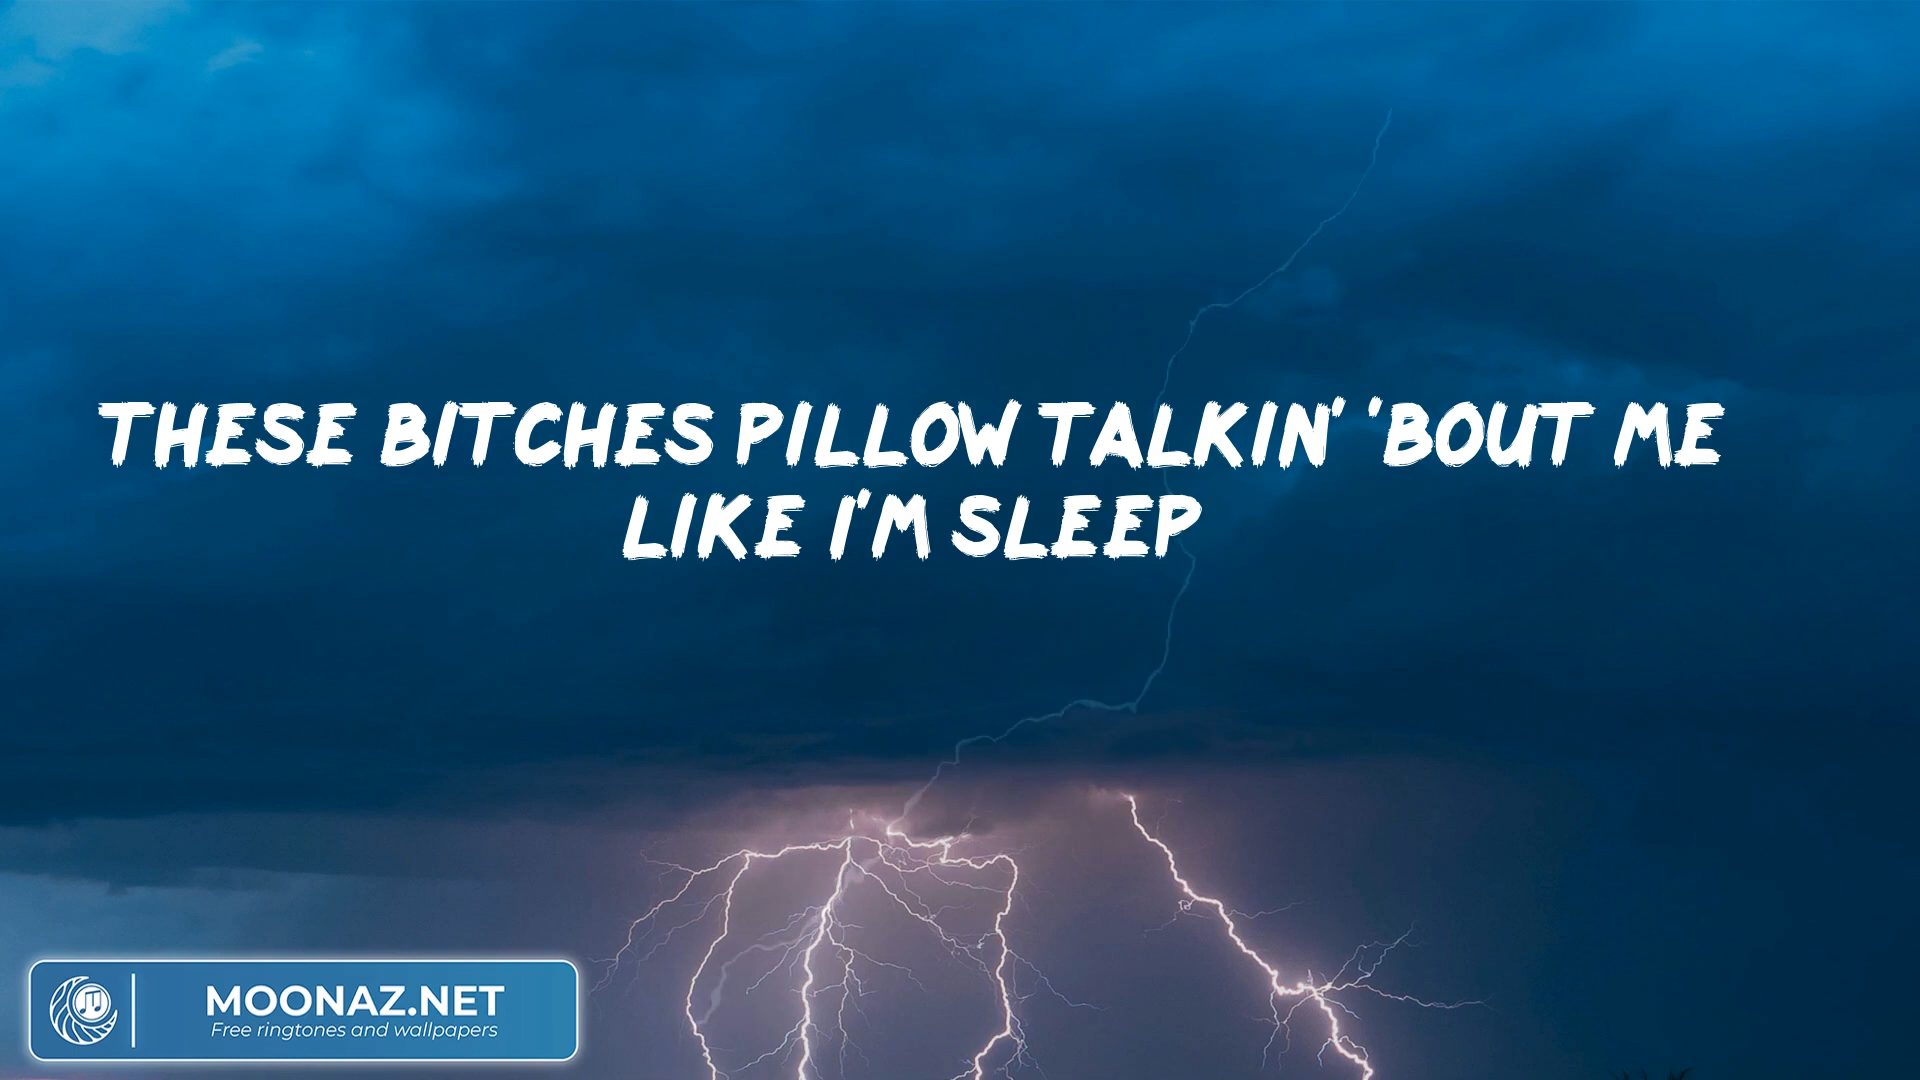 THESE BITCHES PILLOW TALKIN' 'BOUT ME
LIKE I'M SLEEP
MOONAZ.NET
Free ringtones and wallpapers